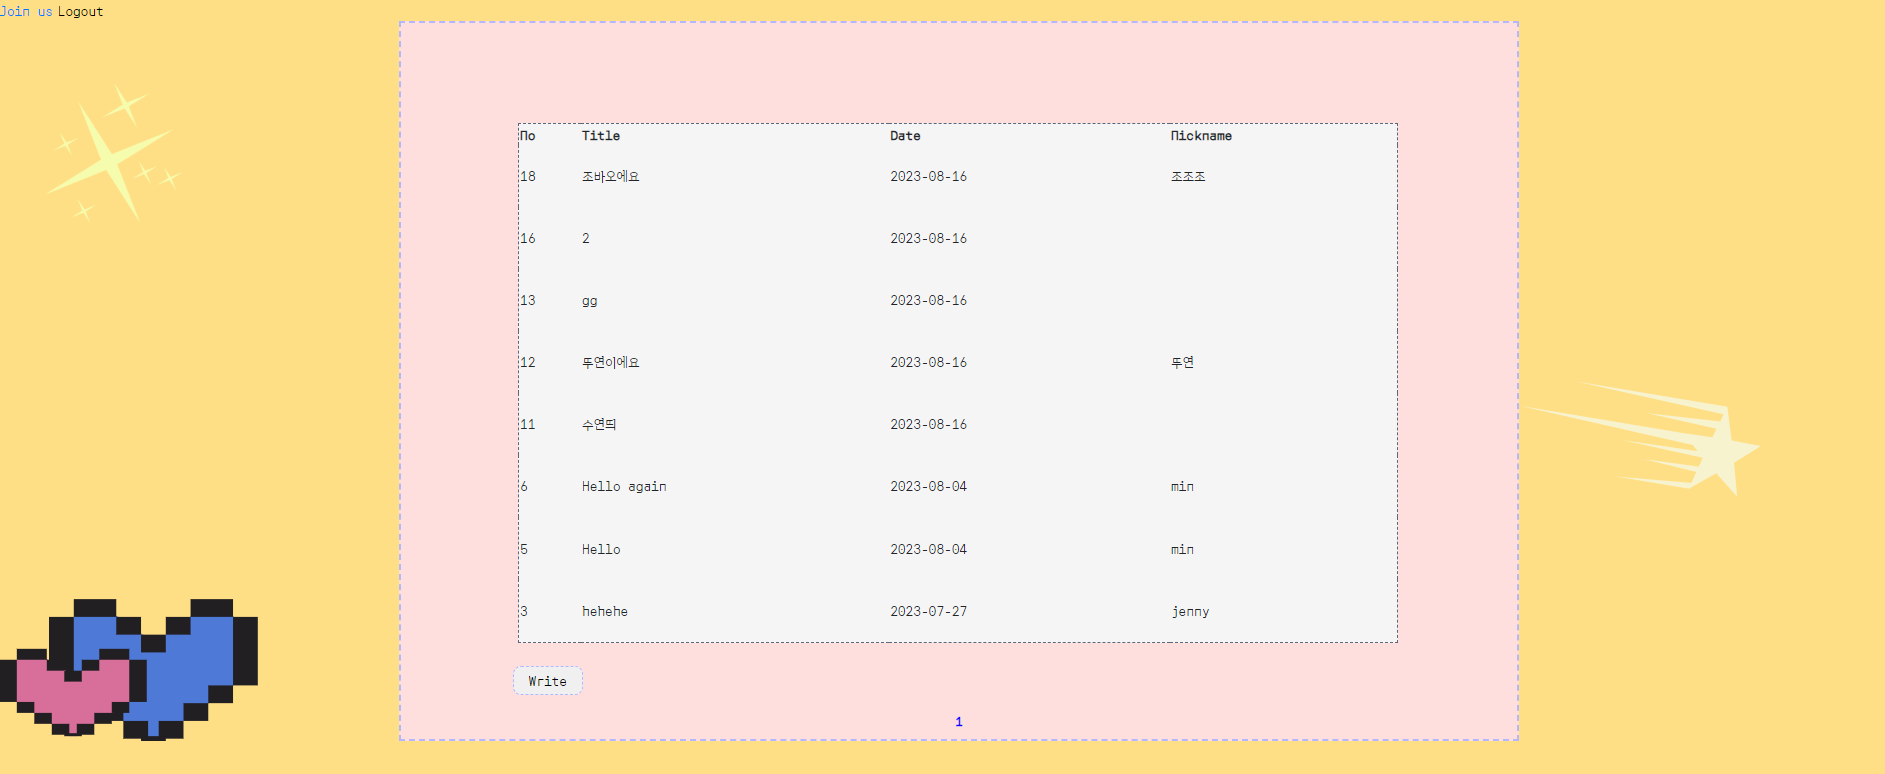 Join us Logout
No Title Date Nickname
18 조바오에요 2023-08-16 조조조
16 2 2023-08-16
13 gg 2023-08-16
12 뚜연이에요 2023-08-16 뚜연
11 수연띄 2023-08-16
6 Hello again 2023-08-04 min
5 Hello 2023-08-04 min
3 hehehe 2023-07-27 jenny
Write
1